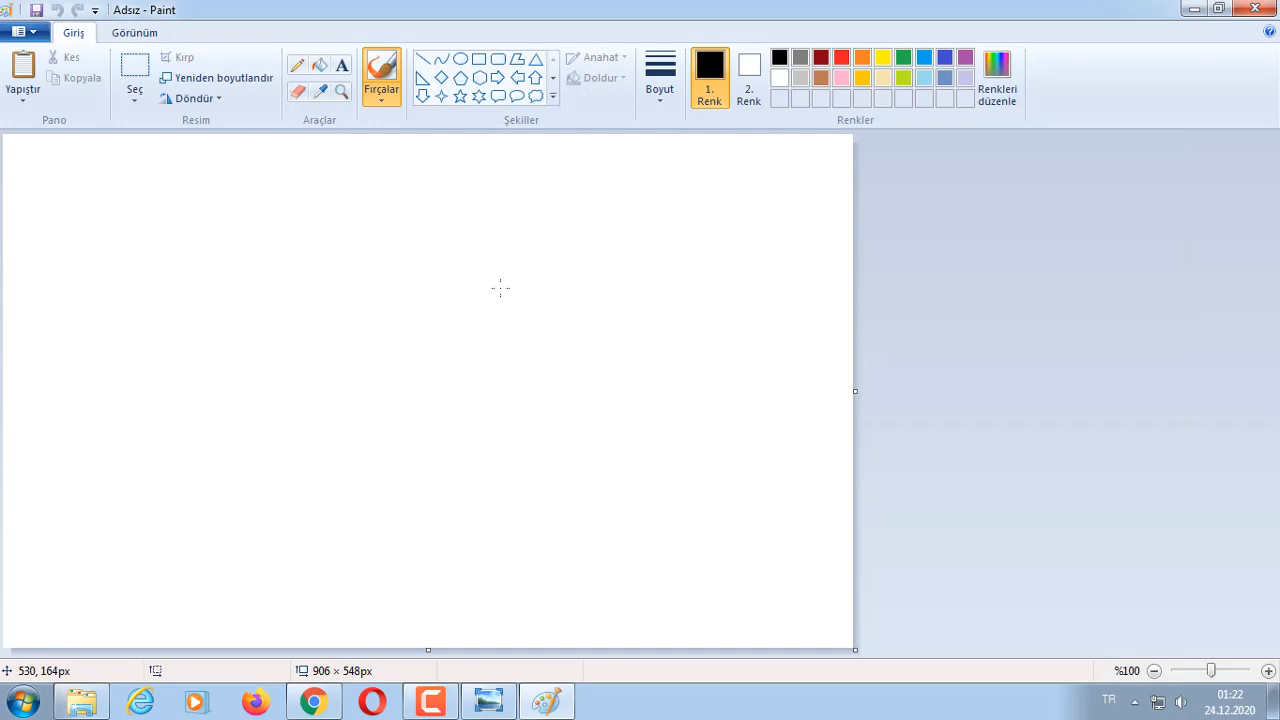 Adsız - Paint
Giriş
Görünüm
Yapıştır
Kes
Kopyala
Pano
Seç
Kırp
Yeniden boyutlandır
Döndür
Resim
A
Araçlar
Fırçalar
Şekiller
Anahat
Doldur
Boyut
1.
Renk
2.
Renk
Renkleri
düzenle
Renkler
530, 164px
906 × 548px
%100
TR
01:22
24.12.2020